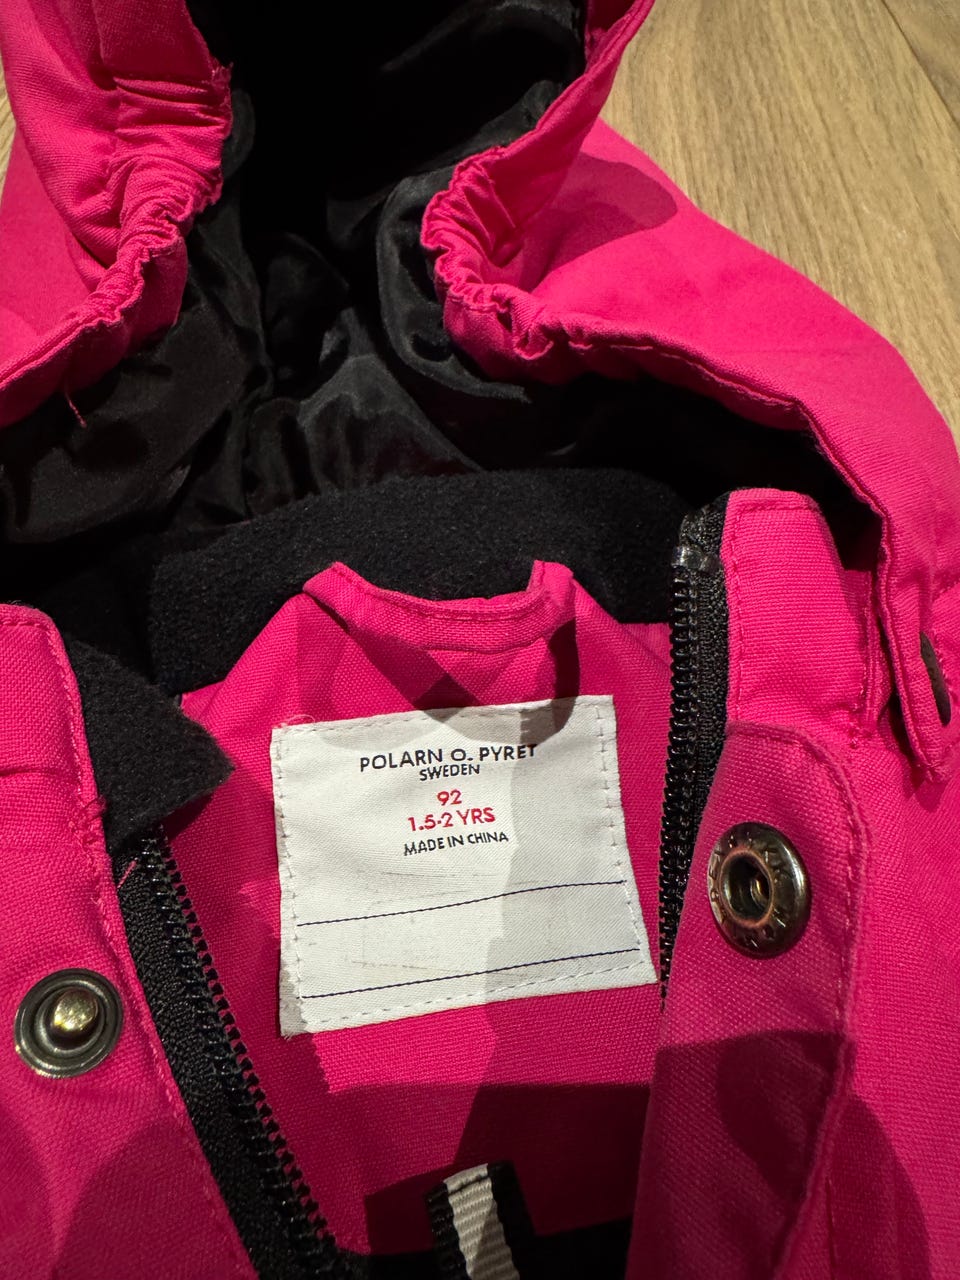 POLARN O. PYRET
SWEDEN
92
1.5-2 YRS
MADE IN CHINA